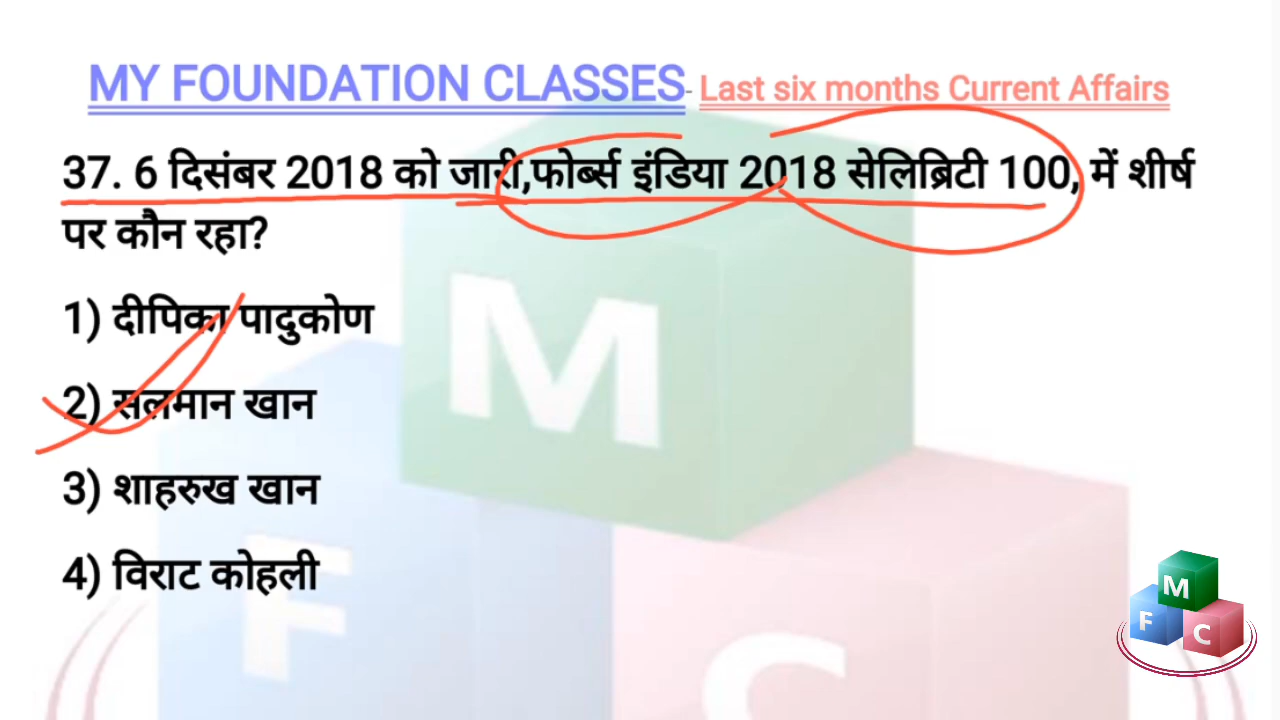 MY FOUNDATION CLASSES- Last six months Current Affairs
37. 6 दिसंबर 2018 को जारी,फोर्ब्स इंडिया 2018 सेलिब्रिटी 100, में शीर्ष
पर कौन रहा?
1) दीपिका पादुकोण
2) सलमान खान
3) शाहरुख खान
4) विराट कोहली
M
F
C
M
F
C